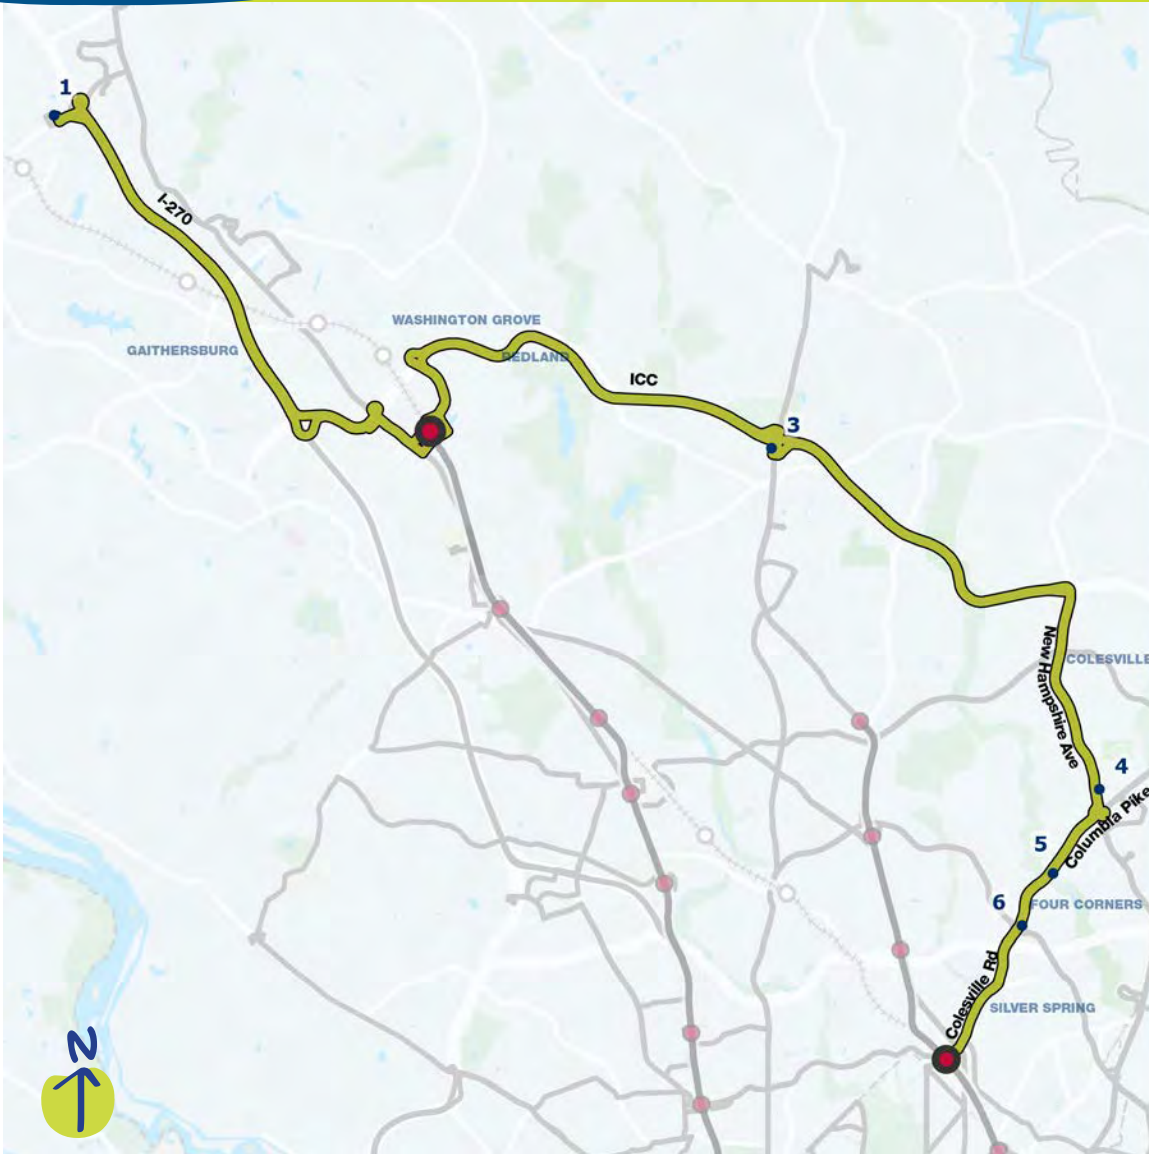 1
I-270
WASHINGTON GROVE
GAITHERSBURG
REDLAND
ICC
3
New Hampshire Ave
COLESVILLE
4
Columbia Pike
5
6
FOUR CORNERS
Colesville Rd
SILVER SPRING
N